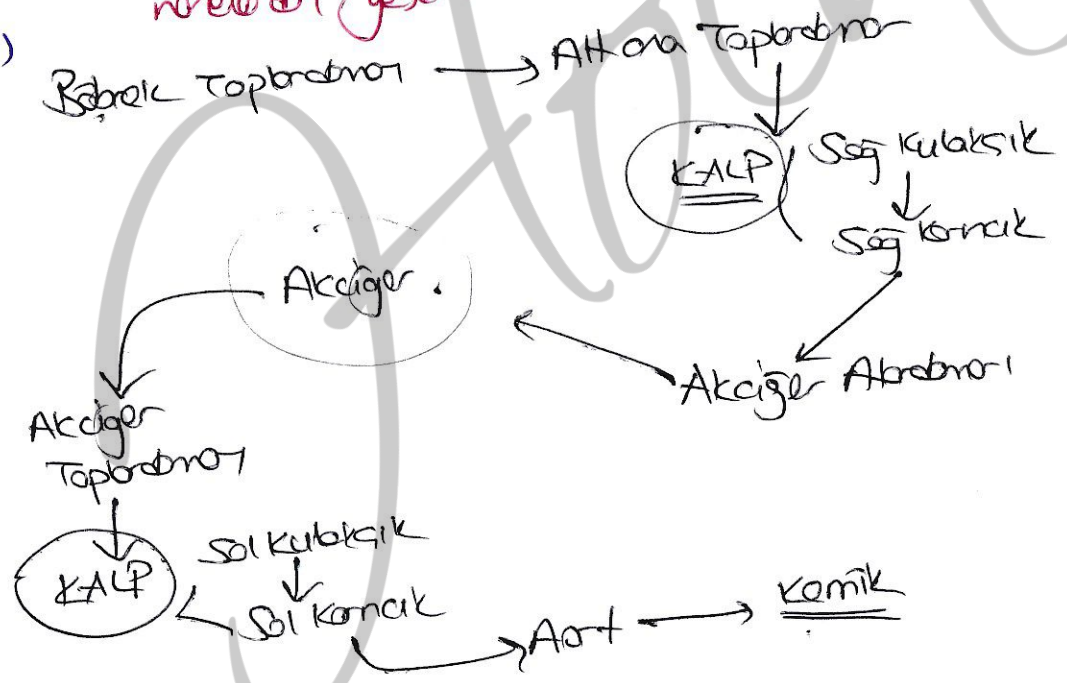 )
Böbrek Toplardamarı → Alt ana Toplardamar
KALP
Sağ Kulakçık
Sağ Karıncık
Akciğer Atardamarı
Akciğer
Akciğer
Toplardamarı
KALP
Sol Kulakçık
Sol Karıncık
Aort → Kemik